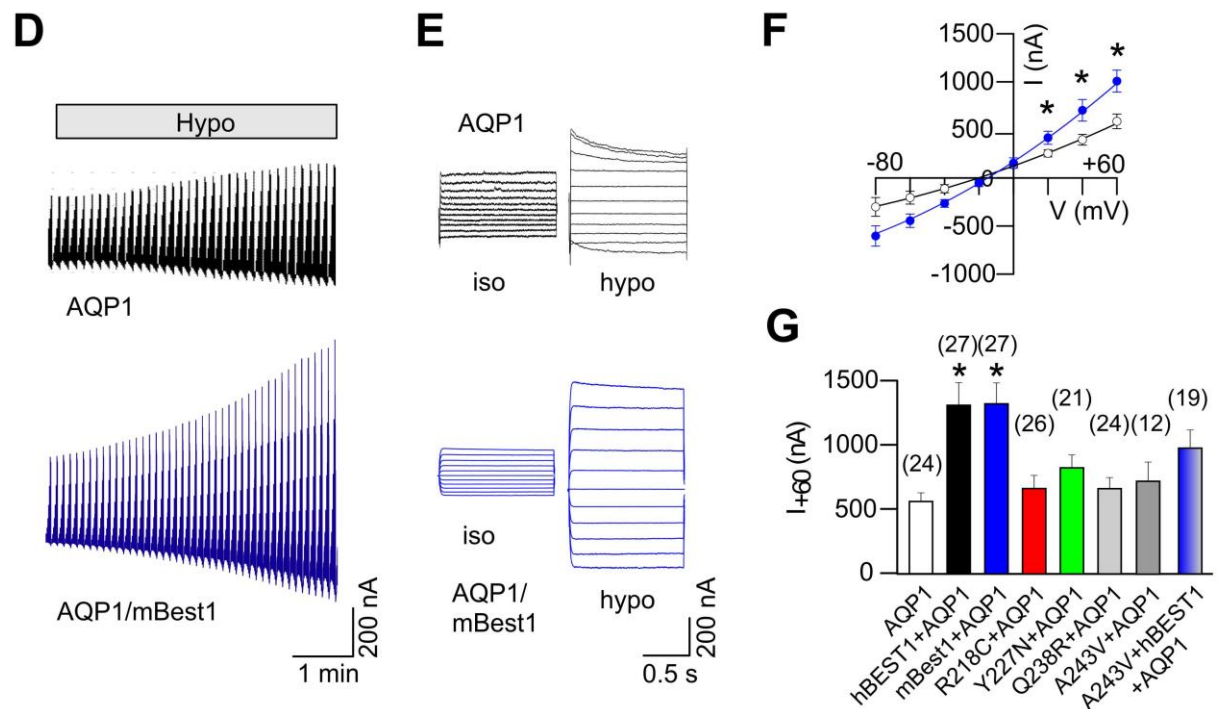 D
Hypo
AQP1
AQP1/mBest1
200 nA
1 min
E
AQP1
iso
hypo
iso
AQP1/
mBest1
hypo
200 nA
0.5 s
F
I (nA)
1500
1000
* * *
500
-80
+60
0
V (mV)
-500
-1000
G
I+60 (nA)
1500
1000
500
0
(24)
(27)
*
(27)
*
(26)
(21)
(24)
(12)
(19)
AQP1
hBEST1+AQP1
mBest1+AQP1
R218C+AQP1
Y227N+AQP1
Q238R+AQP1
A243V+AQP1
A243V+hBEST1
+AQP1